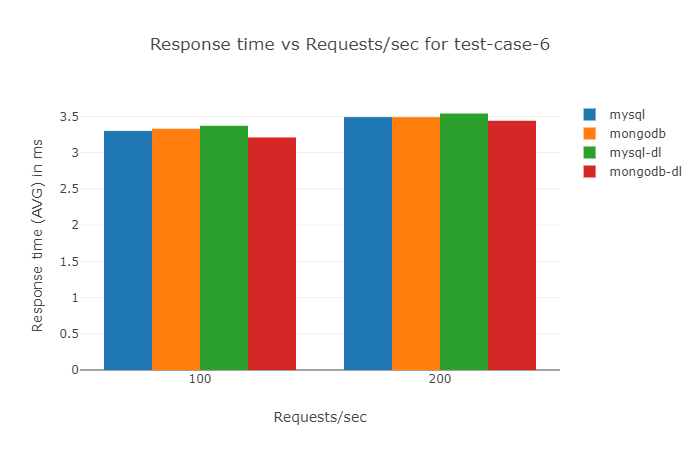 Response time vs Requests/sec for test-case-6
Response time (AVG) in ms
3.5
3
2.5
2
1.5
1
0.5
0
100
200
Requests/sec
mysql
mongodb
mysql-dl
mongodb-dl